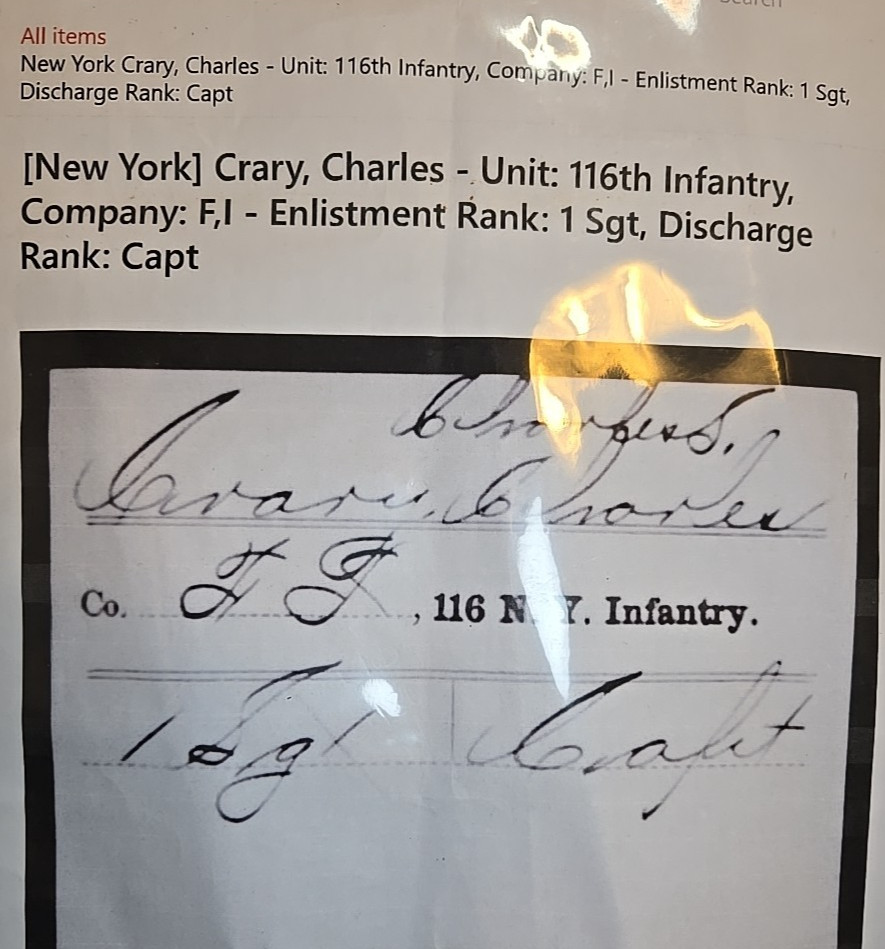 Search
All items
New York Crary, Charles - Unit: 116th Infantry, Company: F,I - Enlistment Rank: 1 Sgt,
Discharge Rank: Capt
[New York] Crary, Charles - Unit: 116th Infantry,
Company: F,I - Enlistment Rank: 1 Sgt, Discharge
Rank: Capt
Charles S.
Crary, Charles
Co. F I, 116 N. Y. Infantry.
1 Sgt Capt